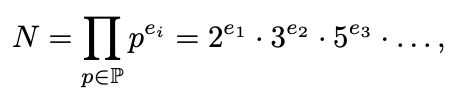 N = ∏_{p∈ℙ} p^{e_i} = 2^{e_1} · 3^{e_2} · 5^{e_3} · … ,